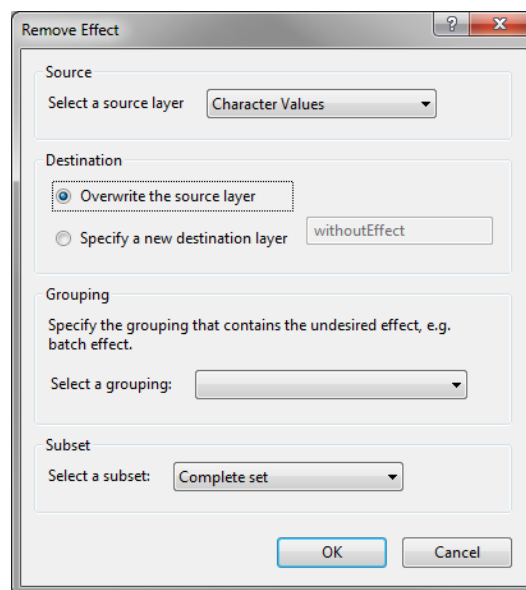 Remove Effect
?
Source
Select a source layer
Character Values
Destination
Overwrite the source layer
Specify a new destination layer
withoutEffect
Grouping
Specify the grouping that contains the undesired effect, e.g.
batch effect.
Select a grouping:
Subset
Select a subset:
Complete set
OK
Cancel